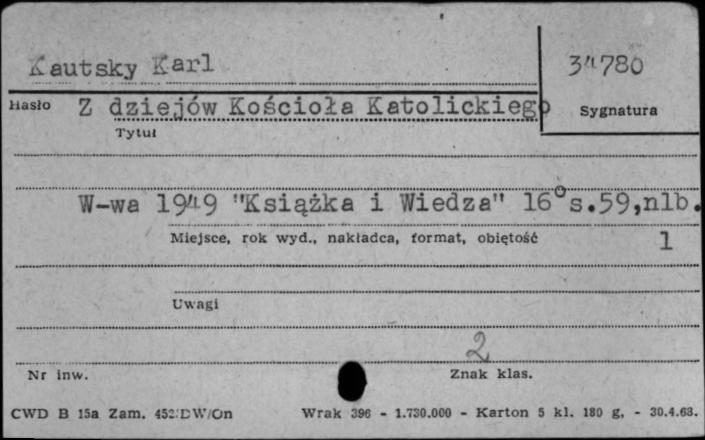 Kautsky Karl
34780
Hasło Z dziejów Kościoła Katolickiego
Sygnatura
Tytuł
W-wa 1949 "Książka i Wiedza" 16° s.59,nlb.
Miejsce, rok wyd., nakładca, format, objętość 1
Uwagi
2
Nr inw. Znak klas.
CWD B 15a Zam. 452/DW/On Wrak 396 - 1.730.000 - Karton 5 kl. 180 g. - 30.4.68.